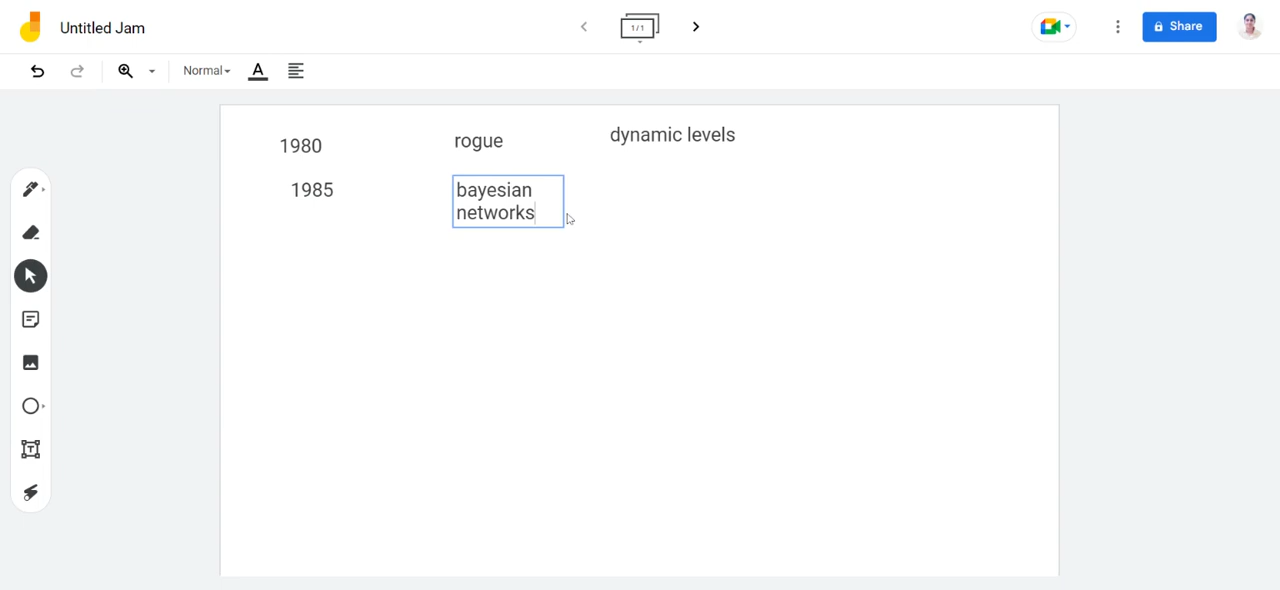 Untitled Jam
1/1
Share
Normal
A
1980
rogue
dynamic levels
1985
bayesian
networks